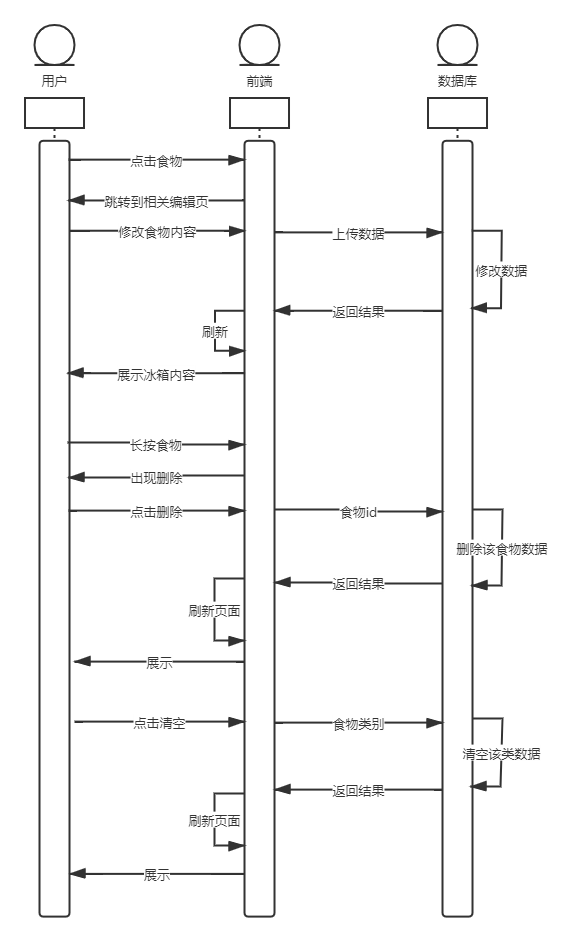 用户
前端
数据库
点击食物
跳转到相关编辑页
修改食物内容
上传数据
修改数据
返回结果
刷新
展示冰箱内容
长按食物
出现删除
点击删除
食物id
删除该食物数据
返回结果
刷新页面
展示
点击清空
食物类别
清空该类数据
返回结果
刷新页面
展示